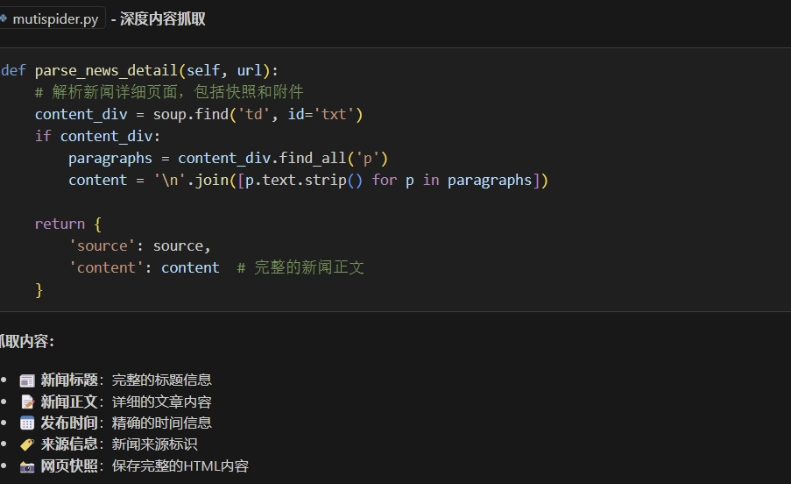 mutispider.py - 深度内容抓取
def parse_news_detail(self, url):
# 解析新闻详细页面，包括快照和附件
content_div = soup.find('td', id='txt')
if content_div:
paragraphs = content_div.find_all('p')
content = '\n'.join([p.text.strip() for p in paragraphs])
return {
'source': source,
'content': content  # 完整的新闻正文
}
抓取内容：
新闻标题：完整的标题信息
新闻正文：详细的文章内容
发布时间：精确的时间信息
来源信息：新闻来源标识
网页快照：保存完整的HTML内容